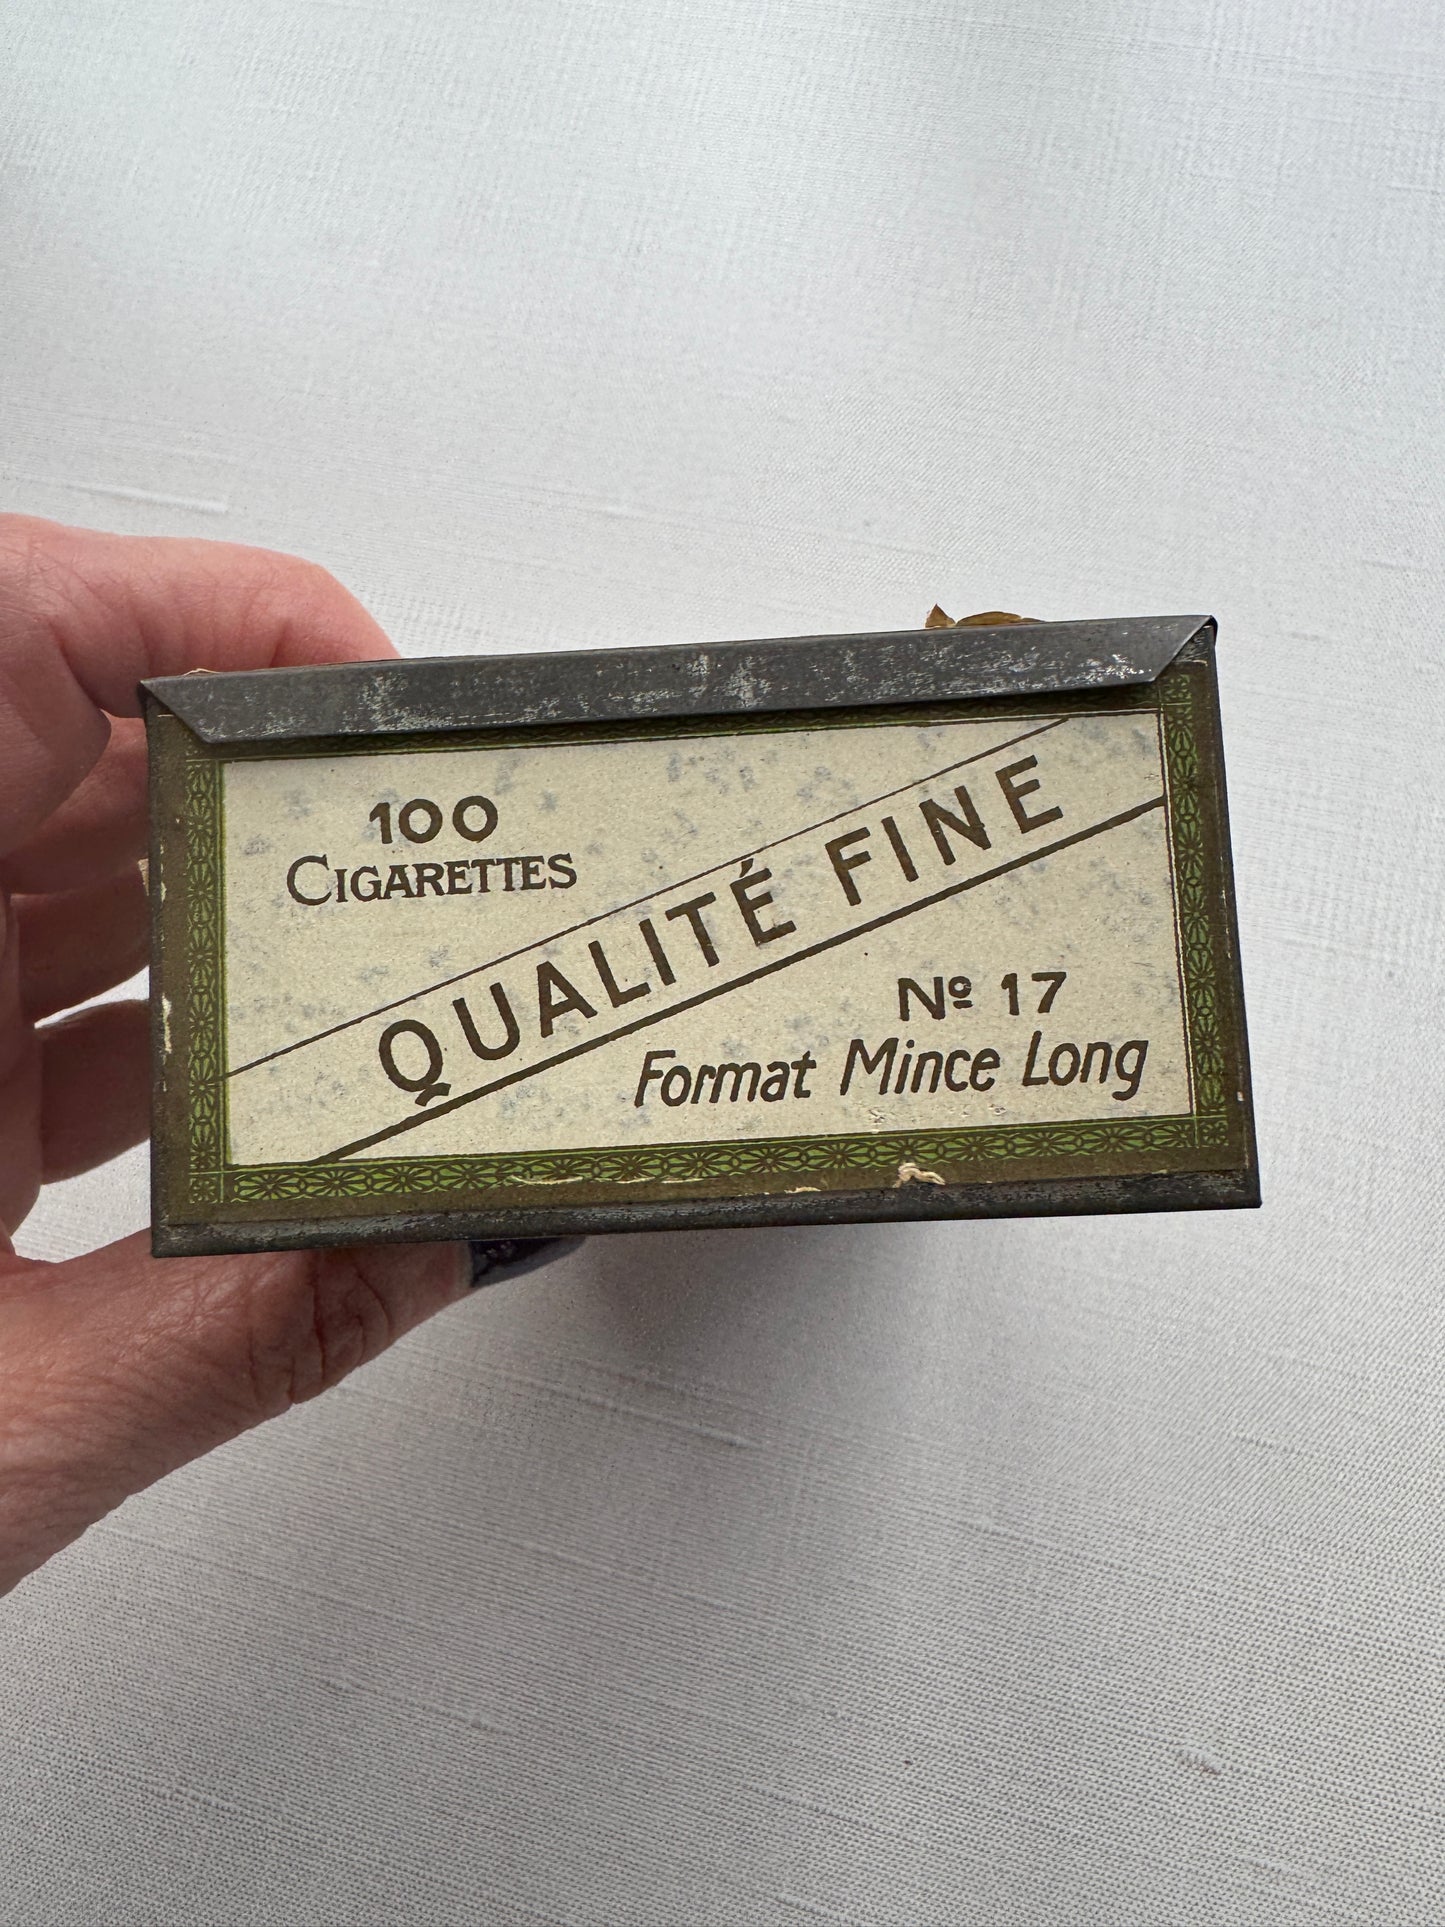 100
CIGARETTES
QUALITÉ FINE
Nº 17
Format Mince Long